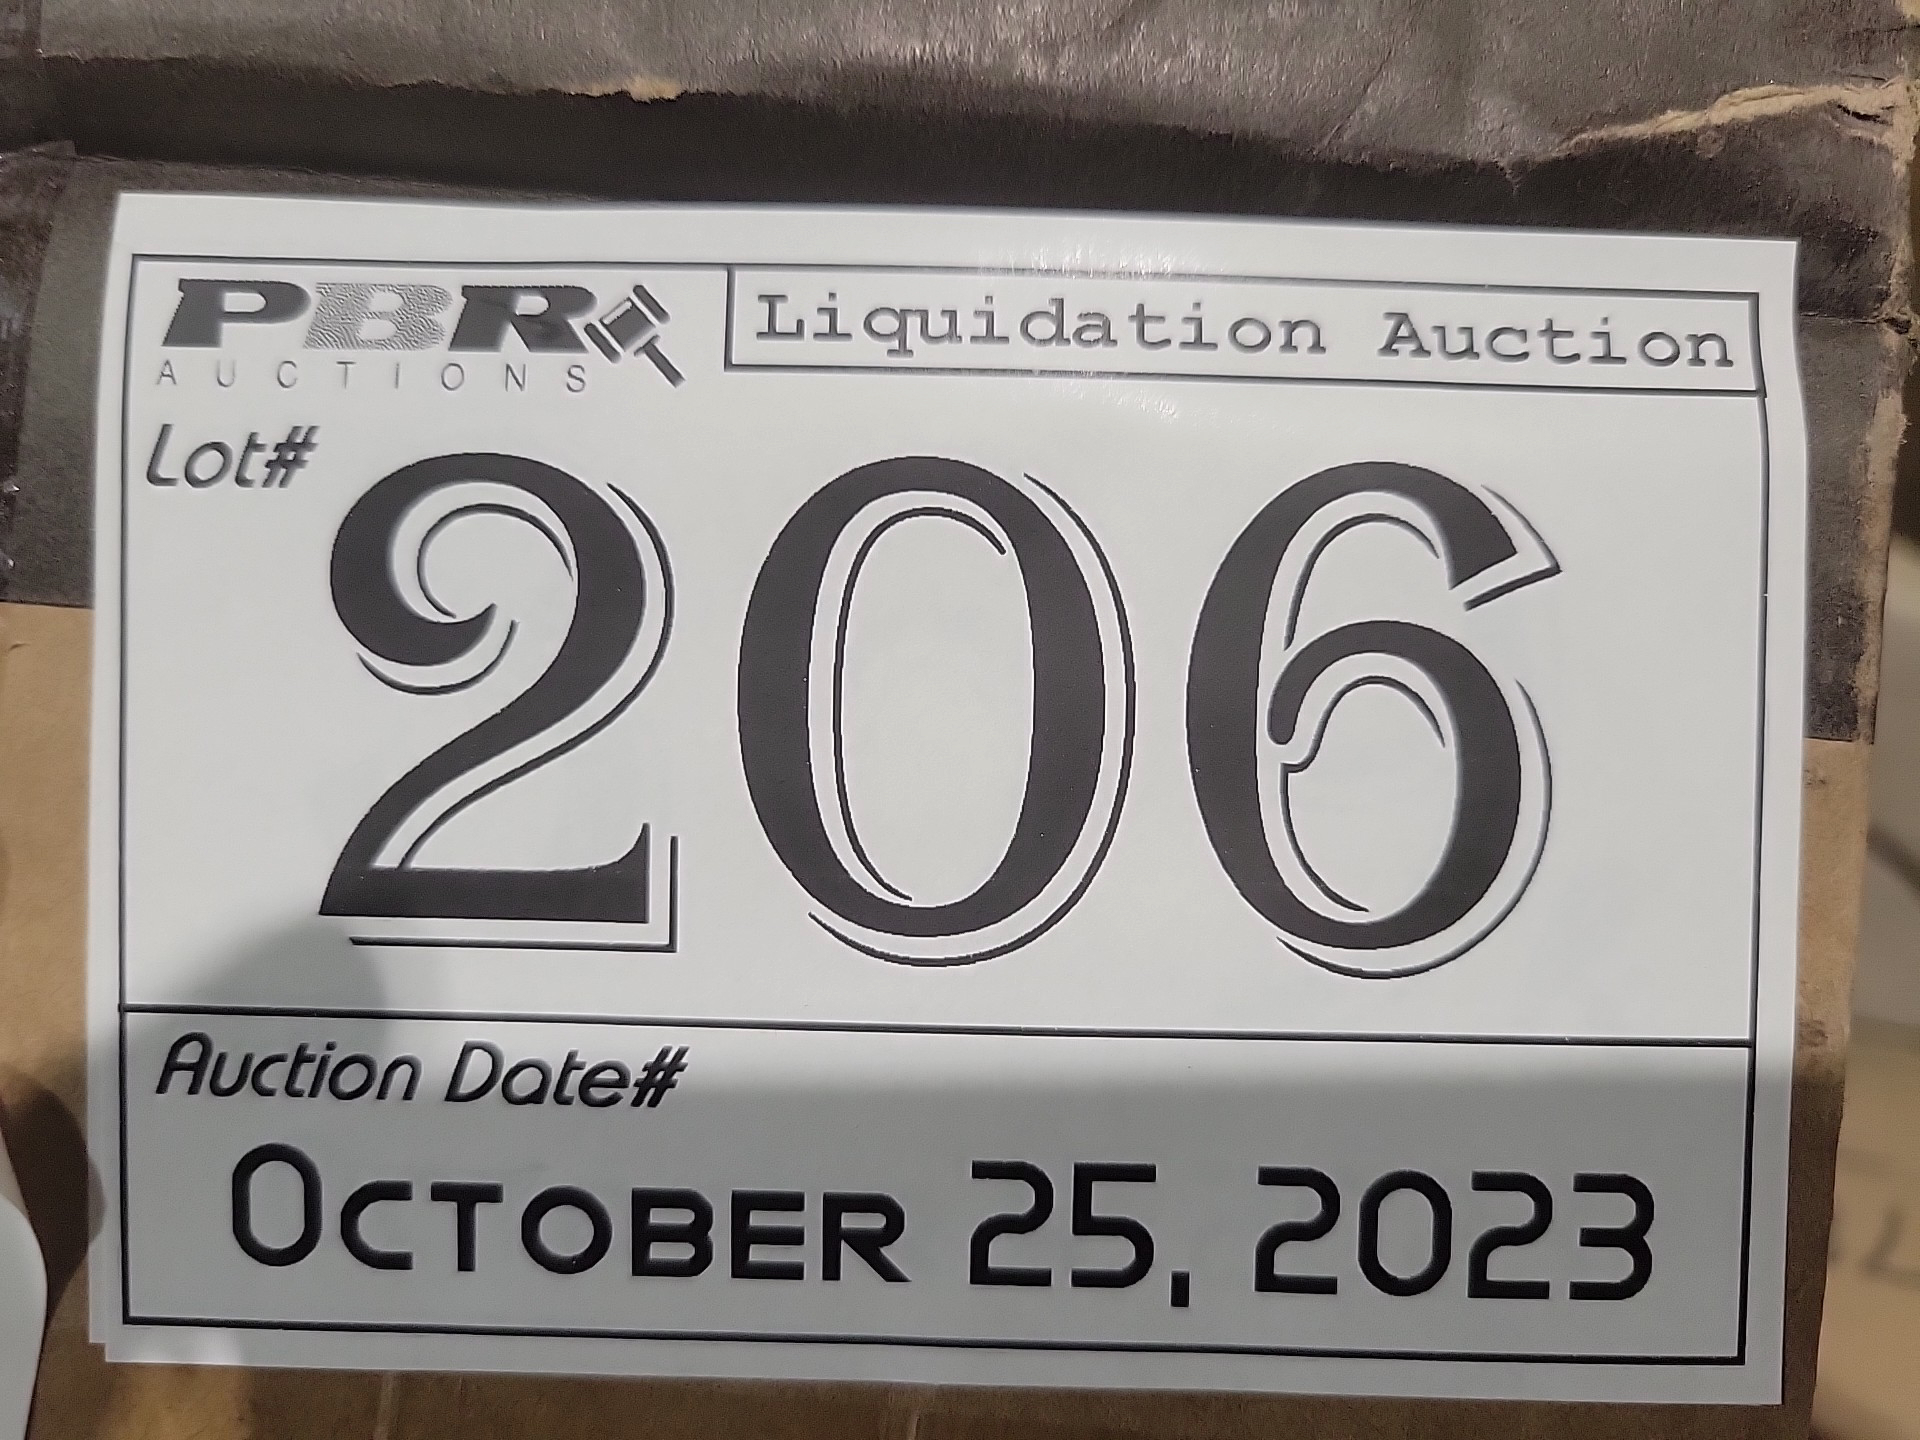 PBR
AUCTIONS
Liquidation Auction
Lot#
206
Auction Date#
October 25, 2023